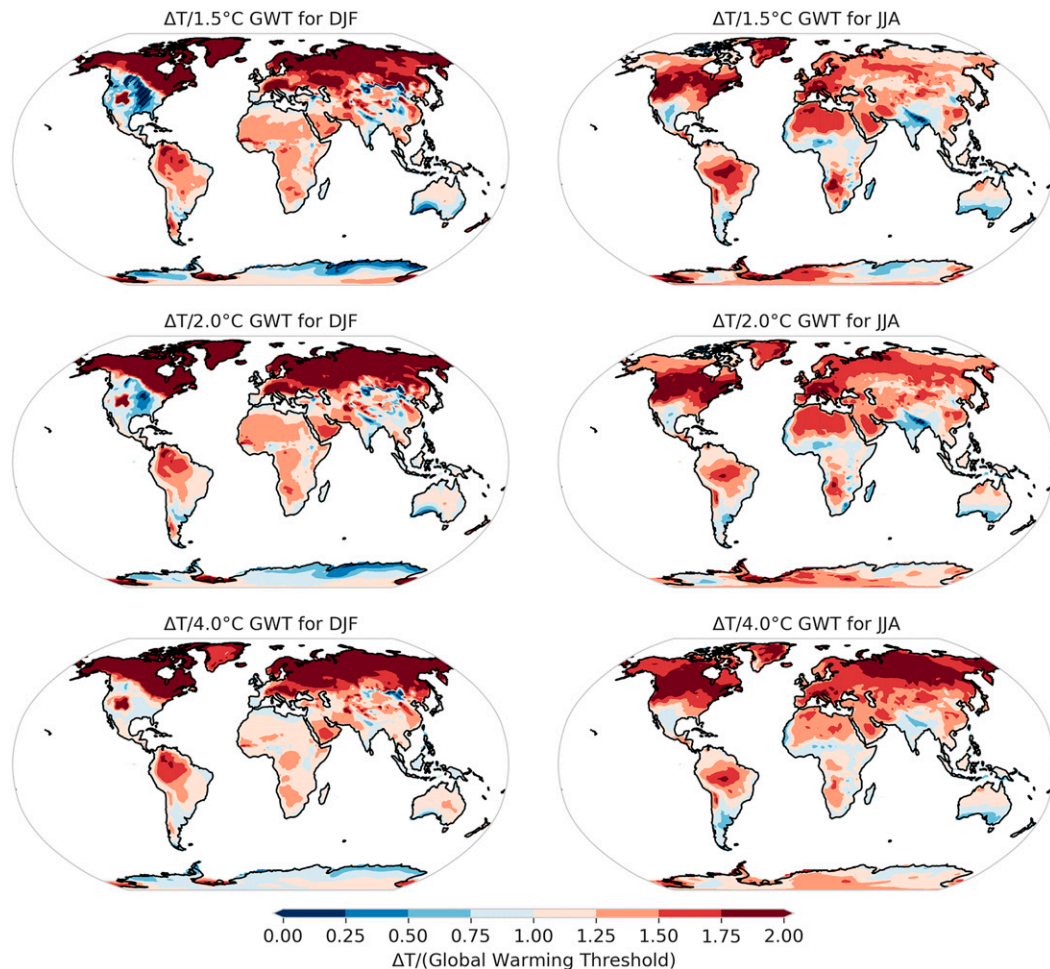 ΔT/1.5°C GWT for DJF
ΔT/1.5°C GWT for JJA
ΔT/2.0°C GWT for DJF
ΔT/2.0°C GWT for JJA
ΔT/4.0°C GWT for DJF
ΔT/4.0°C GWT for JJA
0.00 0.25 0.50 0.75 1.00 1.25 1.50 1.75 2.00
ΔT/(Global Warming Threshold)